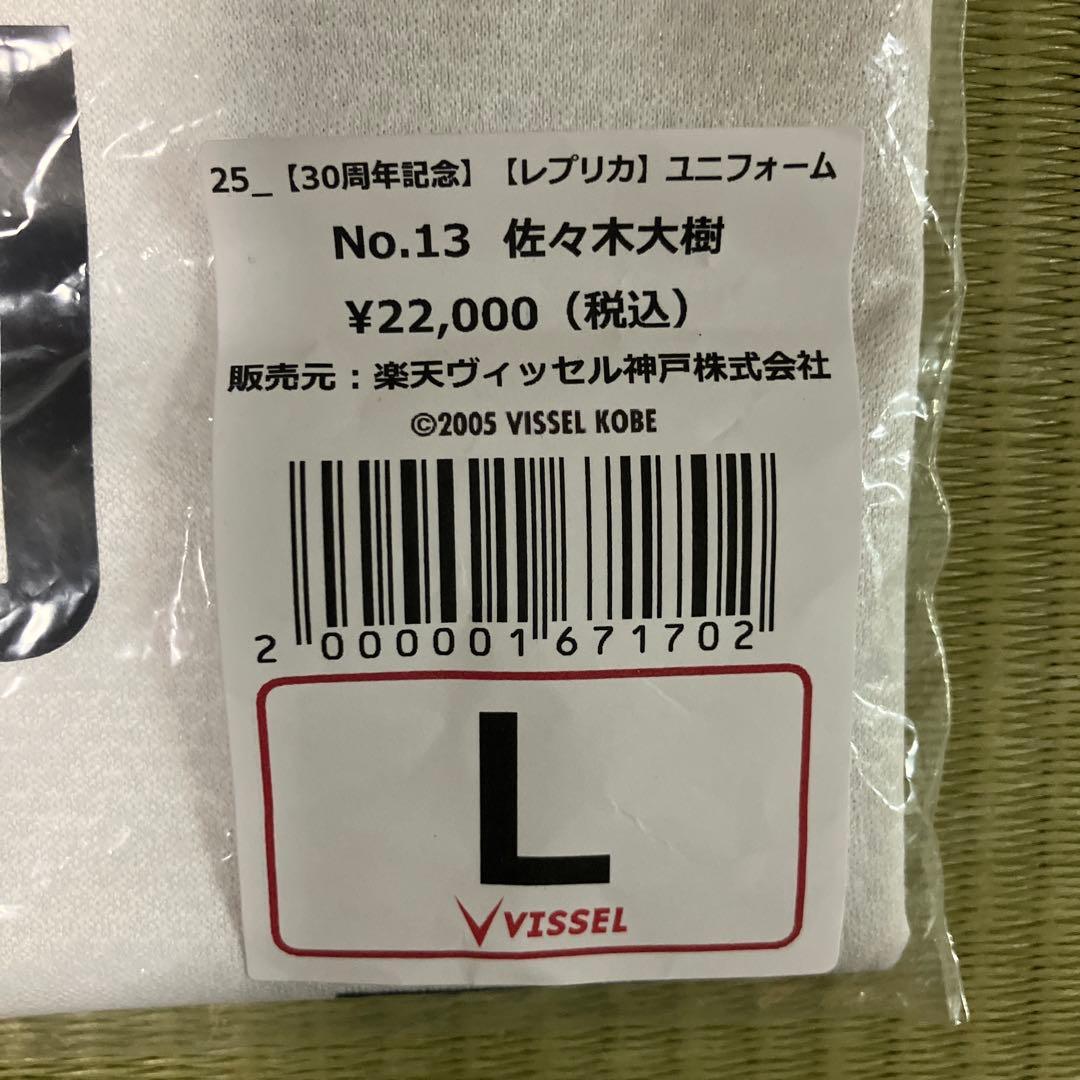 25_【30周年記念】【レプリカ】ユニフォーム
No.13 佐々木大樹
¥22,000（税込）
販売元：楽天ヴィッセル神戸株式会社
©2005 VISSEL KOBE
2 000001 671702
L
VISSEL